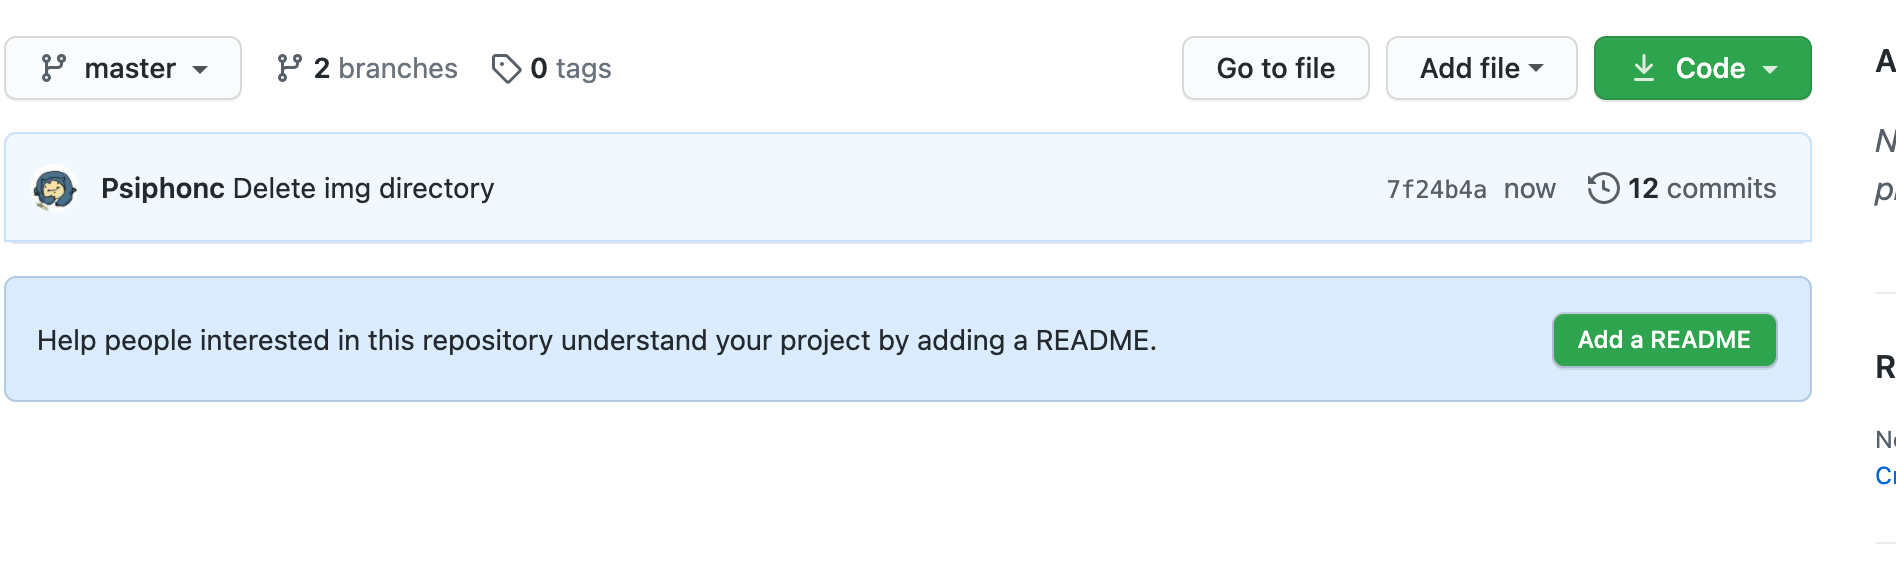 master 2 branches 0 tags Go to file Add file Code
Psiphonc Delete img directory 7f24b4a now 12 commits
Help people interested in this repository understand your project by adding a README. Add a README